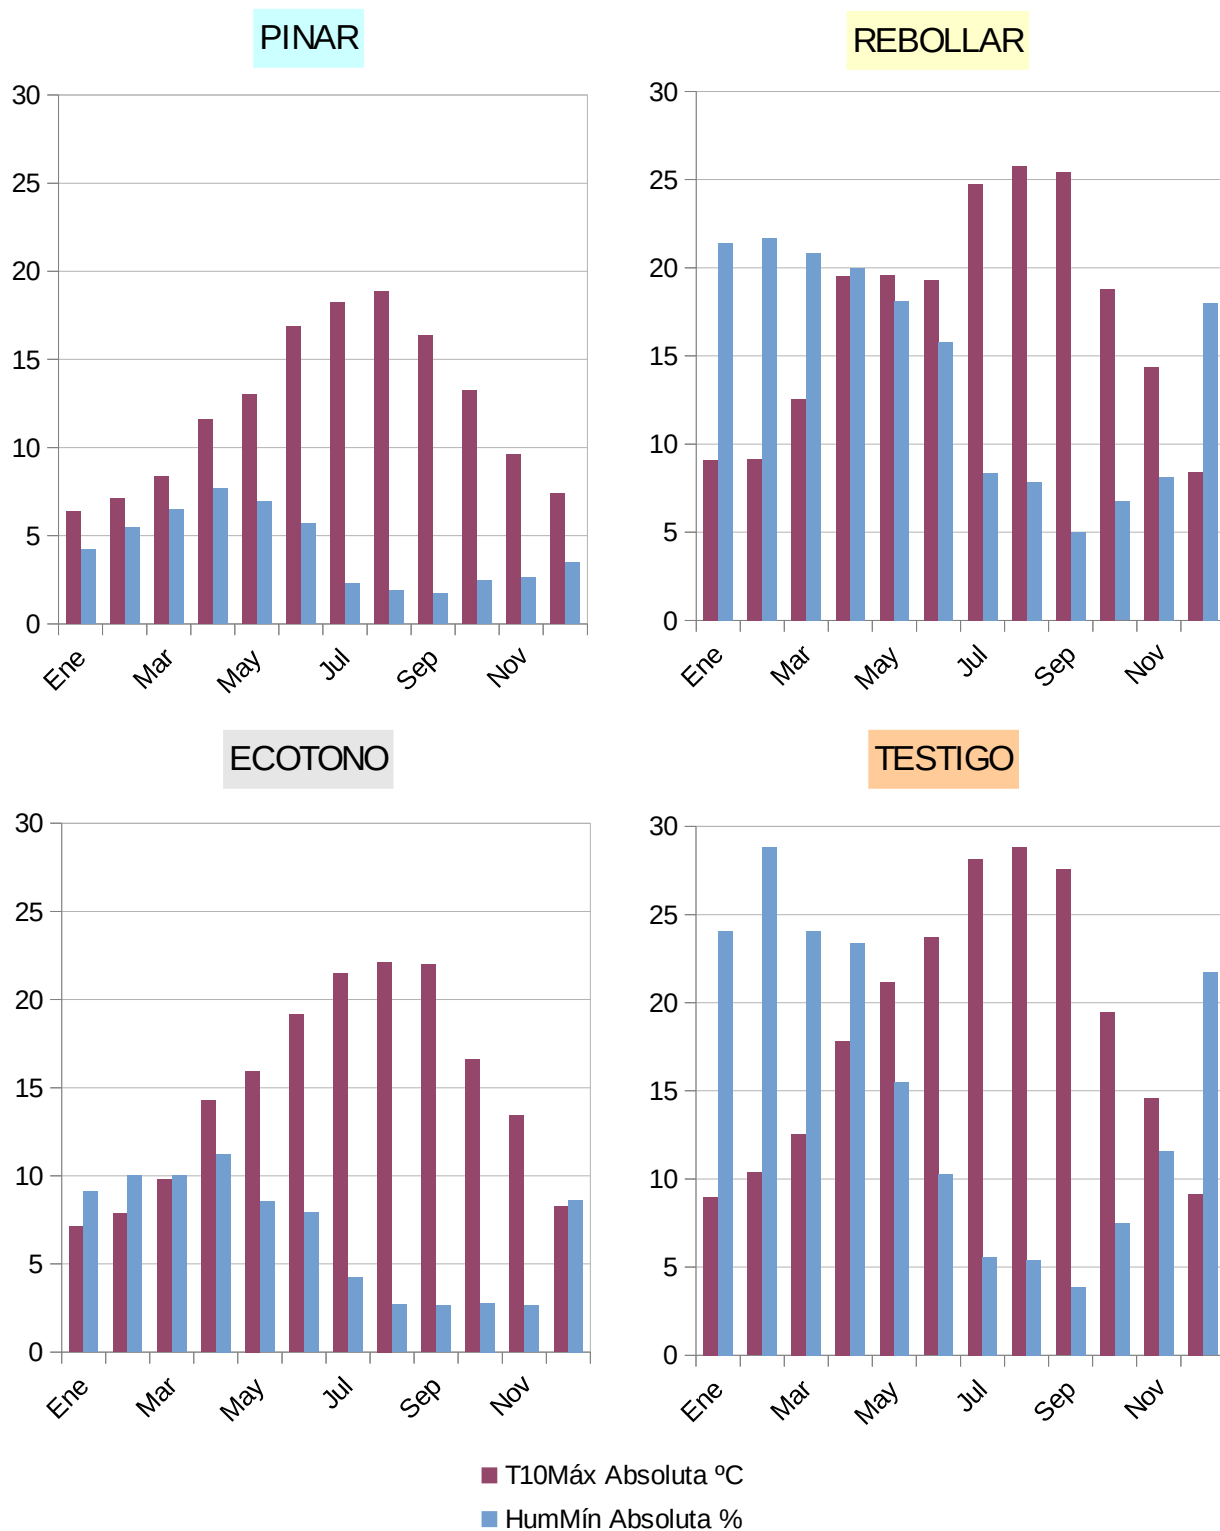 PINAR
30
25
20
15
10
5
0
Ene
Mar
May
Jul
Sep
Nov
REBOLLAR
30
25
20
15
10
5
0
Ene
Mar
May
Jul
Sep
Nov
ECOTONO
30
25
20
15
10
5
0
Ene
Mar
May
Jul
Sep
Nov
TESTIGO
30
25
20
15
10
5
0
Ene
Mar
May
Jul
Sep
Nov
T10Máx Absoluta ºC
HumMín Absoluta %